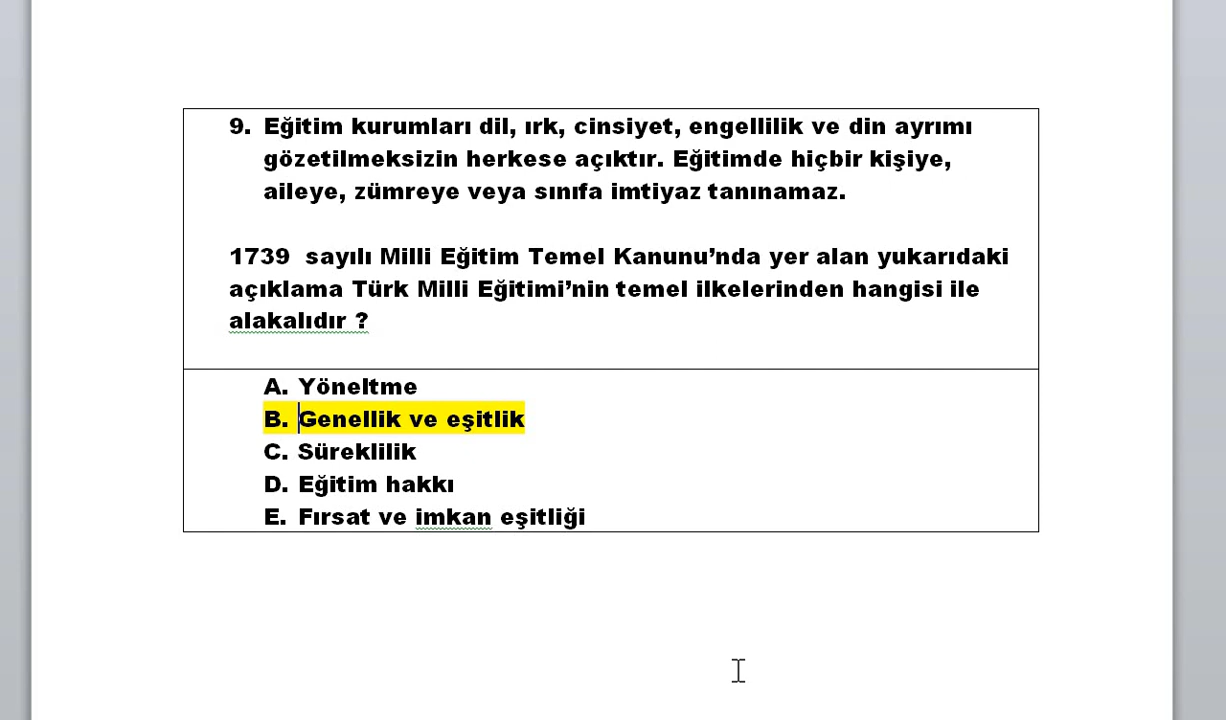 9. Eğitim kurumları dil, ırk, cinsiyet, engellilik ve din ayrımı
gözetilmeksizin herkese açıktır. Eğitimde hiçbir kişiye,
aileye, zümreye veya sınıfa imtiyaz tanınamaz.
1739 sayılı Milli Eğitim Temel Kanunu’nda yer alan yukarıdaki
açıklama Türk Milli Eğitimi’nin temel ilkelerinden hangisi ile
alakalıdır ?
A. Yöneltme
B. Genellik ve eşitlik
C. Süreklilik
D. Eğitim hakkı
E. Fırsat ve imkan eşitliği